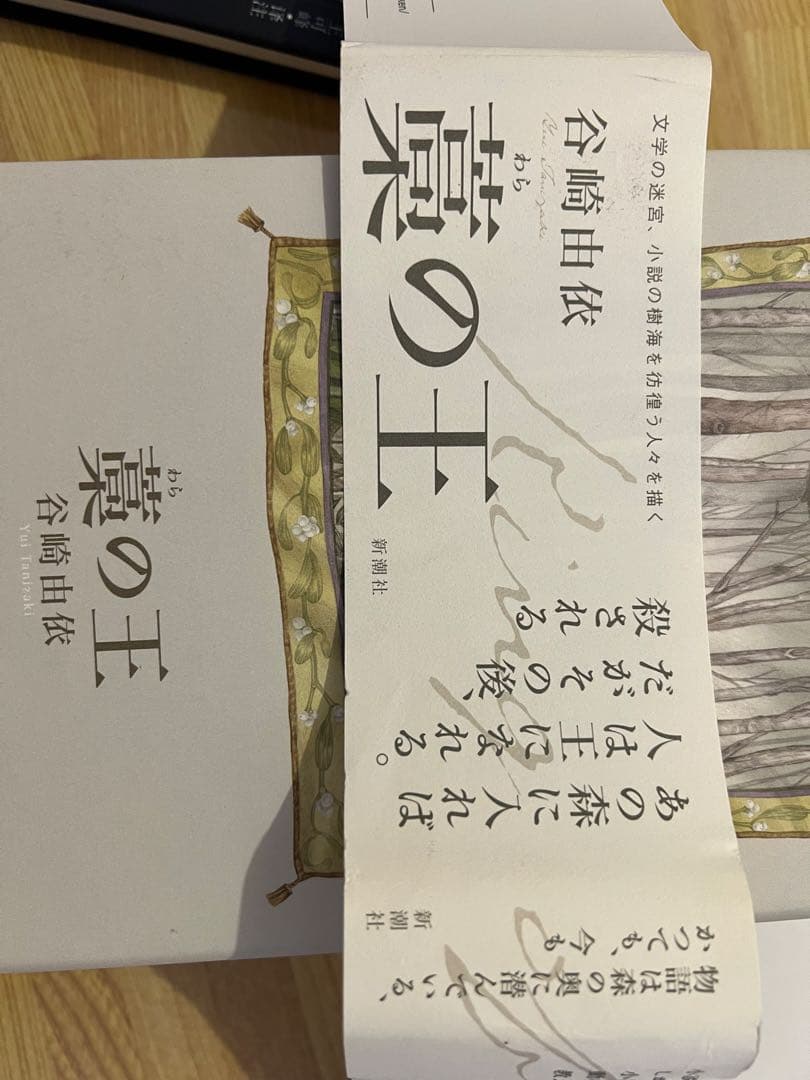 文学の迷宮、小説の樹海を彷徨う人々を描く
谷崎由依
Yui Tanizaki
わら
藁の王
新潮社
あの森に入れば
人は王になれる。
だがその後、
殺される
物語は森の奥に潜んでいる、
かつても、今も
新潮社
わら
藁の王
谷崎由依
Yui Tanizaki